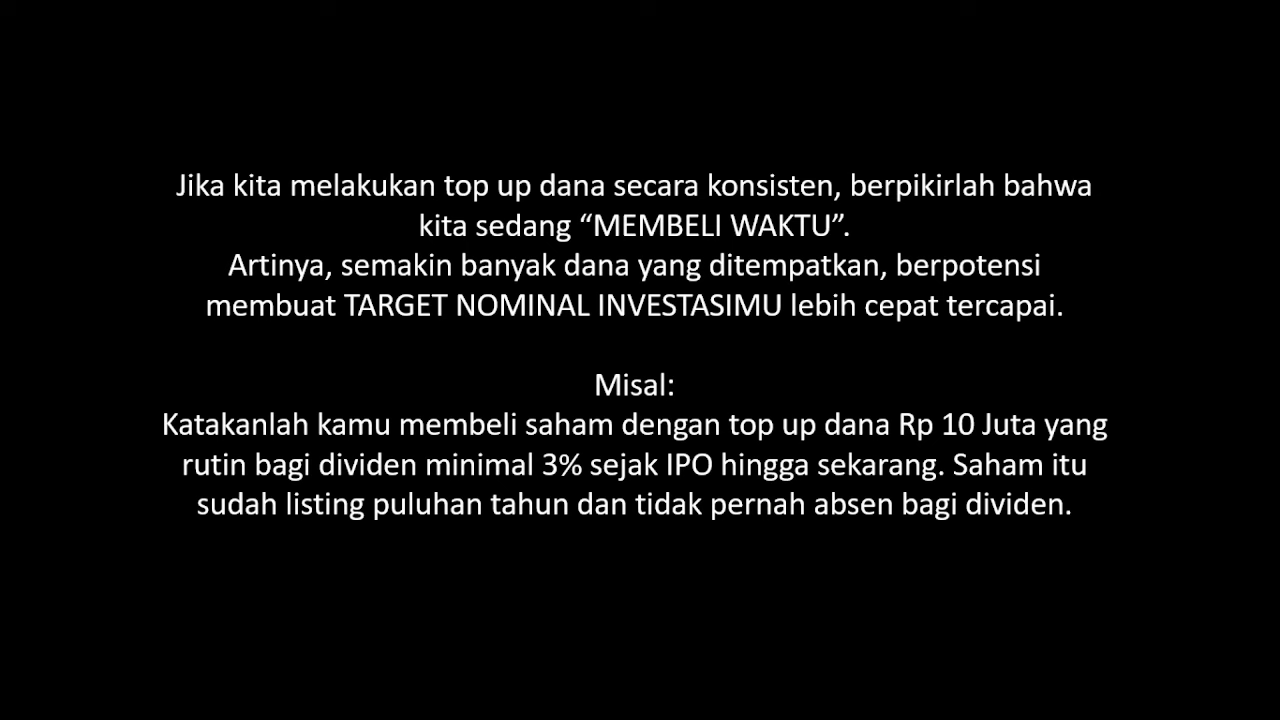 Jika kita melakukan top up dana secara konsisten, berpikirlah bahwa
kita sedang “MEMBELI WAKTU”.
Artinya, semakin banyak dana yang ditempatkan, berpotensi
membuat TARGET NOMINAL INVESTASIMU lebih cepat tercapai.
Misal:
Katakanlah kamu membeli saham dengan top up dana Rp 10 Juta yang
rutin bagi dividen minimal 3% sejak IPO hingga sekarang. Saham itu
sudah listing puluhan tahun dan tidak pernah absen bagi dividen.